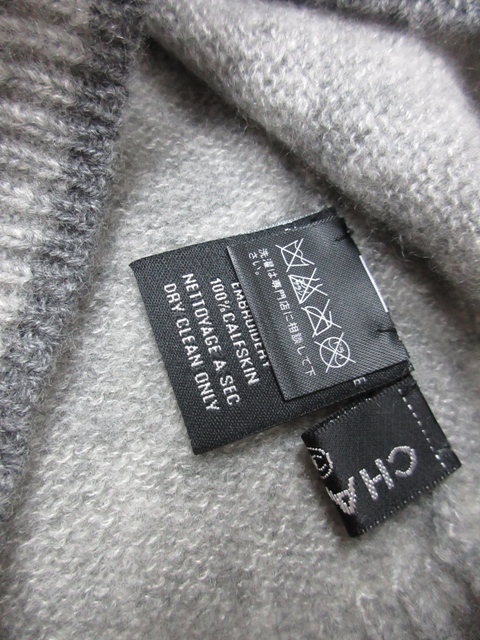 洗濯は専門店に相談して下
さい。
EMBROIDERY
100%CALFSKIN
NETTOYAGE A SEC
DRY CLEAN ONLY
E
CHA
©